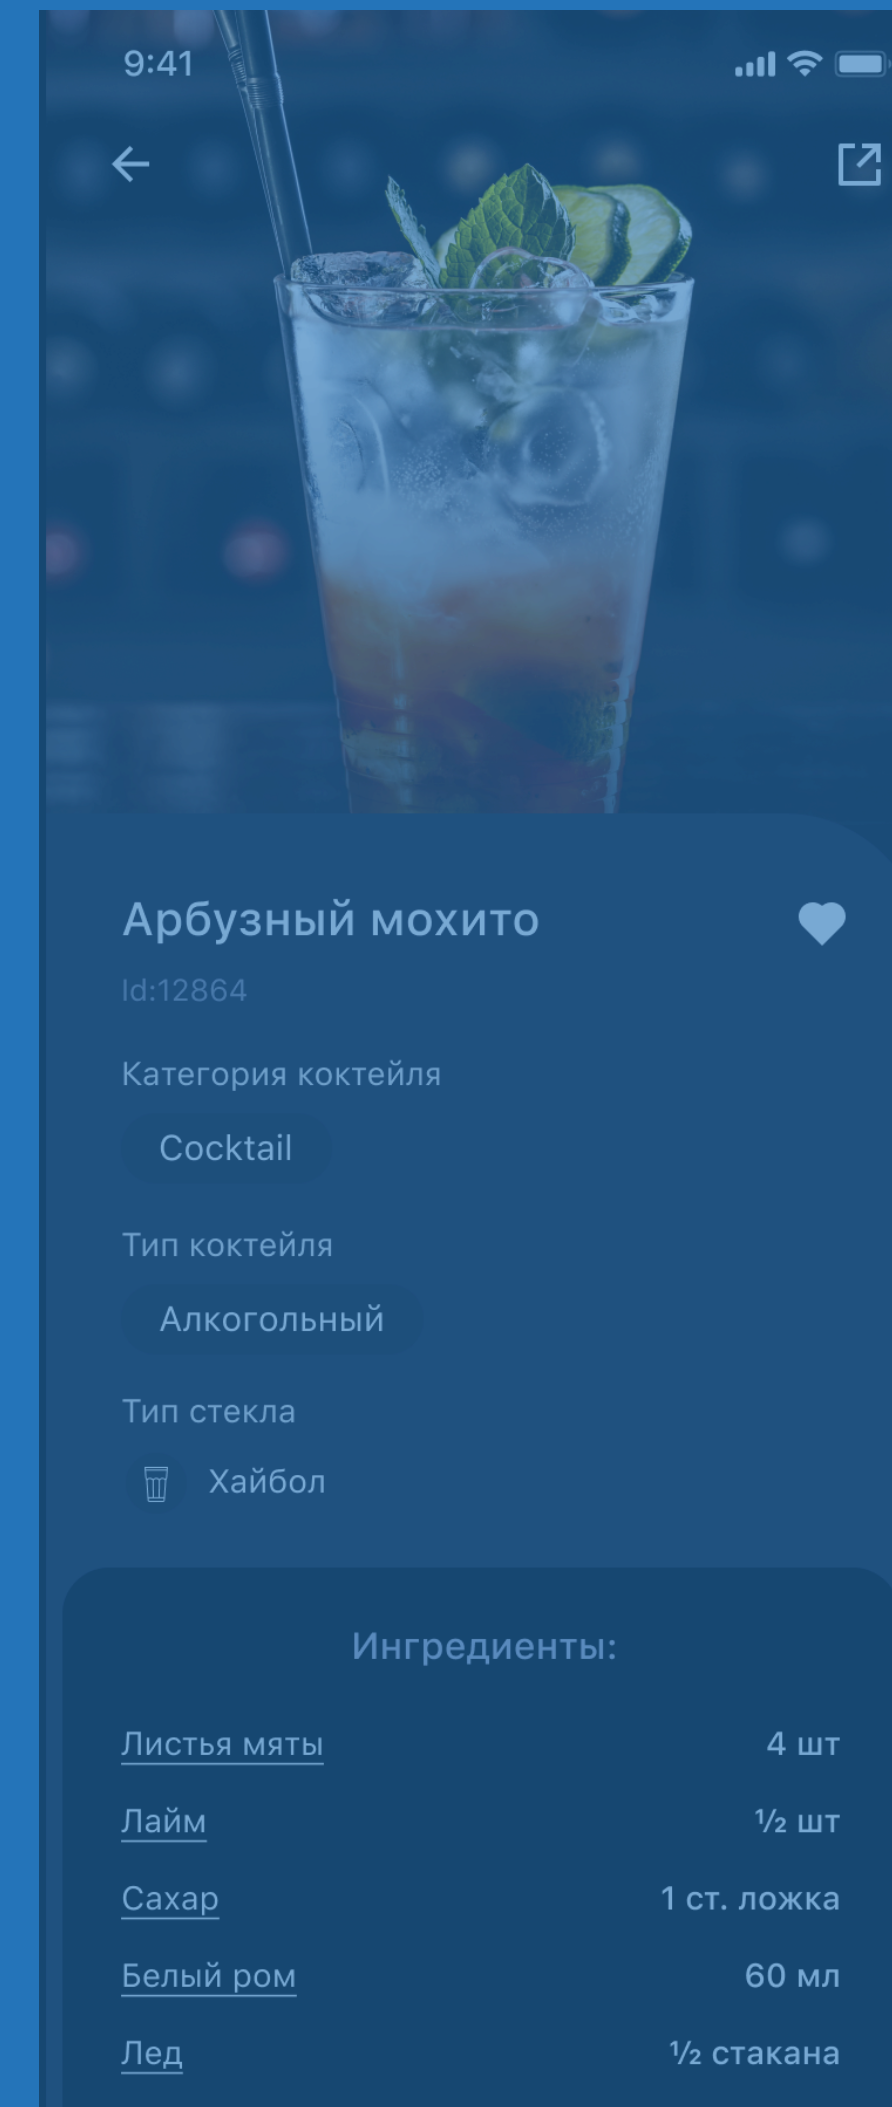 9:41
Арбузный мохито
Id:12864
Категория коктейля
Cocktail
Тип коктейля
Алкогольный
Тип стекла
Хайбол
Ингредиенты:
Листья мяты 4 шт
Лайм ½ шт
Сахар 1 ст. ложка
Белый ром 60 мл
Лед ½ стакана